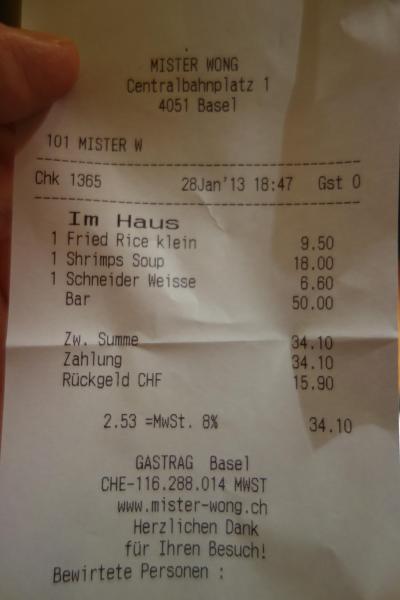 MISTER WONG
Centralbahnplatz 1
4051 Basel
101 MISTER W
Chk 1365 28Jan'13 18:47 Gst 0
Im Haus
1 Fried Rice klein 9.50
1 Shrimps Soup 18.00
1 Schneider Weisse 6.60
Bar 50.00
Zw. Summe 34.10
Zahlung 34.10
Rückgeld CHF 15.90
2.53 =MwSt. 8% 34.10
GASTRAG Basel
CHE-116.288.014 MWST
www.mister-wong.ch
Herzlichen Dank
für Ihren Besuch!
Bewirtete Personen :